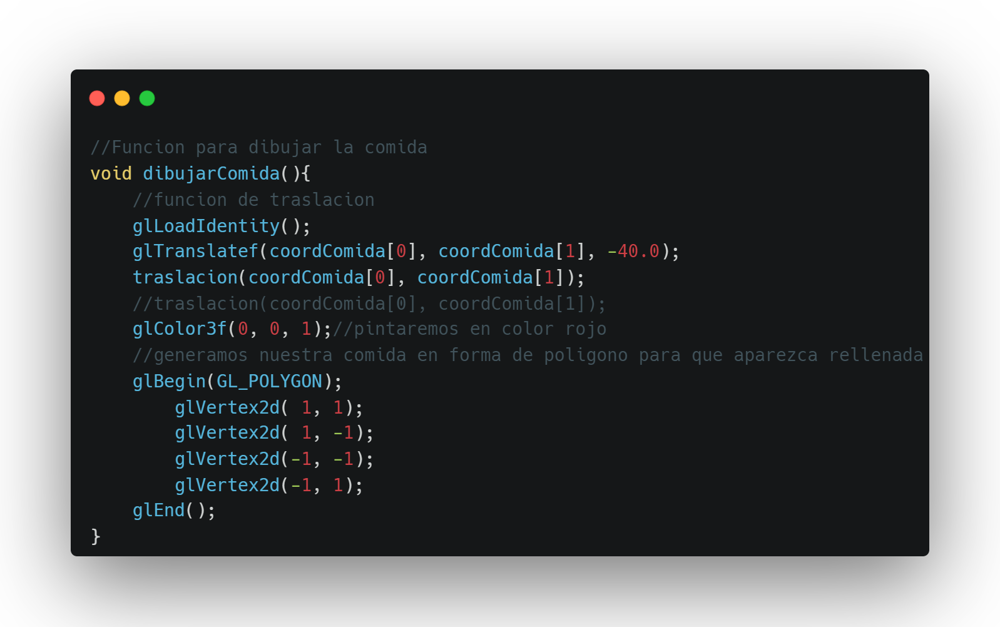 //Funcion para dibujar la comida
void dibujarComida(){
    //funcion de traslacion
    glLoadIdentity();
    glTranslatef(coordComida[0], coordComida[1], -40.0);
    traslacion(coordComida[0], coordComida[1]);
    //traslacion(coordComida[0], coordComida[1]);
    glColor3f(0, 0, 1);//pintaremos en color rojo
    //generamos nuestra comida en forma de poligono para que aparezca rellenada
    glBegin(GL_POLYGON);
        glVertex2d( 1, 1);
        glVertex2d( 1, -1);
        glVertex2d(-1, -1);
        glVertex2d(-1, 1);
    glEnd();
}